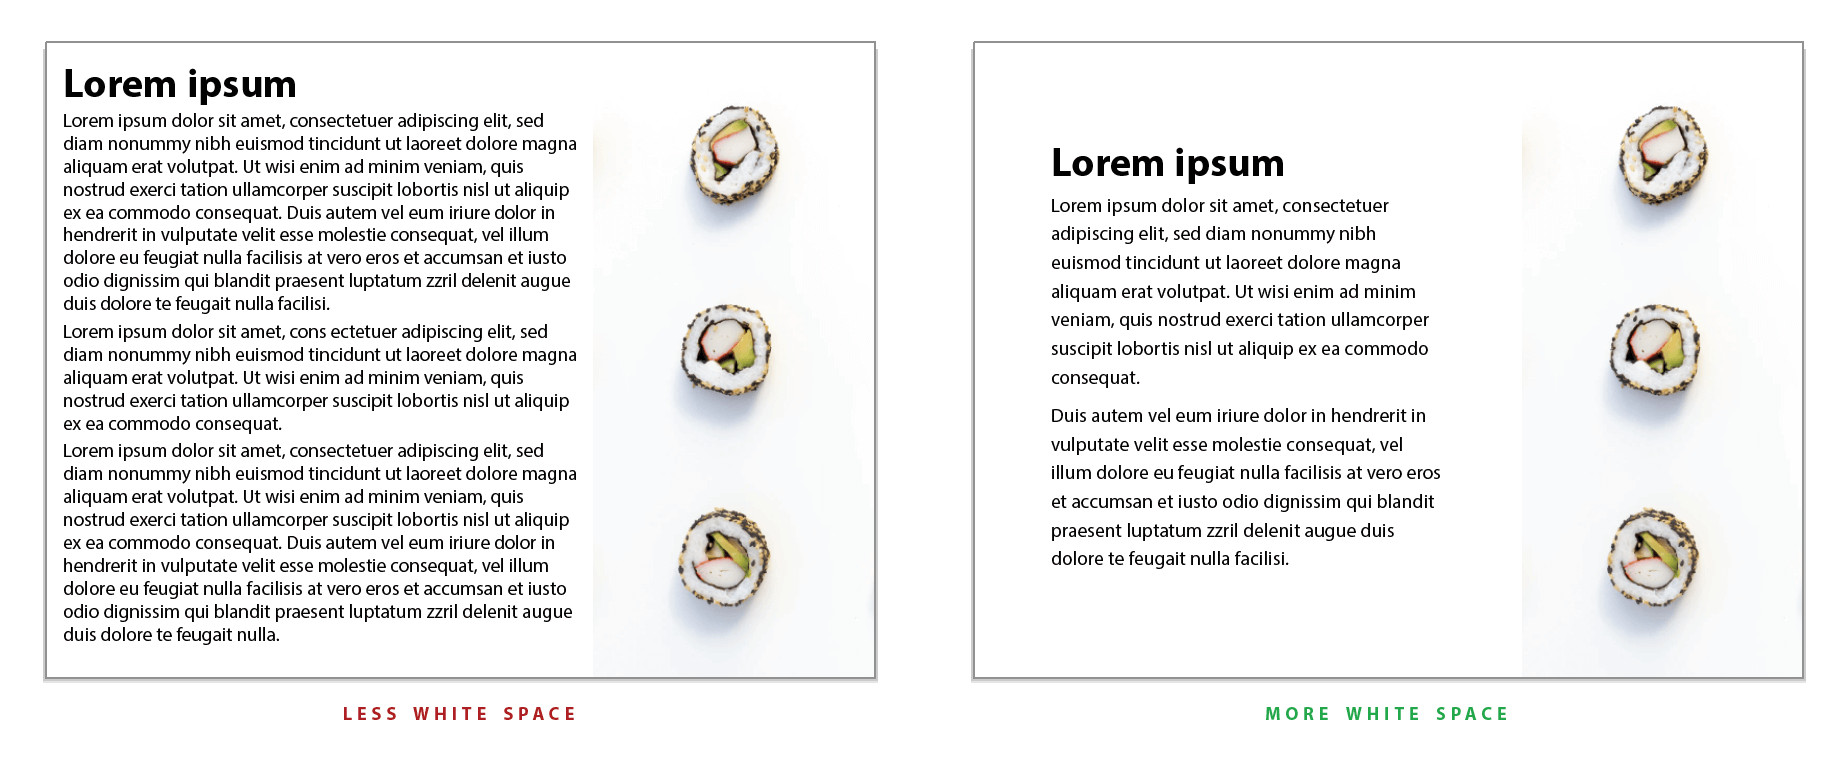 Lorem ipsum
Lorem ipsum dolor sit amet, consectetuer adipiscing elit, sed
diam nonummy nibh euismod tincidunt ut laoreet dolore magna
aliquam erat volutpat. Ut wisi enim ad minim veniam, quis
nostrud exerci tation ullamcorper suscipit lobortis nisl ut aliquip
ex ea commodo consequat. Duis autem vel eum iriure dolor in
hendrerit in vulputate velit esse molestie consequat, vel illum
dolore eu feugiat nulla facilisis at vero eros et accumsan et iusto
odio dignissim qui blandit praesent luptatum zzril delenit augue
duis dolore te feugait nulla facilisi.
Lorem ipsum dolor sit amet, cons ectetuer adipiscing elit, sed
diam nonummy nibh euismod tincidunt ut laoreet dolore magna
aliquam erat volutpat. Ut wisi enim ad minim veniam, quis
nostrud exerci tation ullamcorper suscipit lobortis nisl ut aliquip
ex ea commodo consequat.
Lorem ipsum dolor sit amet, consectetuer adipiscing elit, sed
diam nonummy nibh euismod tincidunt ut laoreet dolore magna
aliquam erat volutpat. Ut wisi enim ad minim veniam, quis
nostrud exerci tation ullamcorper suscipit lobortis nisl ut aliquip
ex ea commodo consequat. Duis autem vel eum iriure dolor in
hendrerit in vulputate velit esse molestie consequat, vel illum
dolore eu feugiat nulla facilisis at vero eros et accumsan et iusto
odio dignissim qui blandit praesent luptatum zzril delenit augue
duis dolore te feugait nulla.
LESS WHITE SPACE
Lorem ipsum
Lorem ipsum dolor sit amet, consectetuer
adipiscing elit, sed diam nonummy nibh
euismod tincidunt ut laoreet dolore magna
aliquam erat volutpat. Ut wisi enim ad minim
veniam, quis nostrud exerci tation ullamcorper
suscipit lobortis nisl ut aliquip ex ea commodo
consequat.
Duis autem vel eum iriure dolor in hendrerit in
vulputate velit esse molestie consequat, vel
illum dolore eu feugiat nulla facilisis at vero eros
et accumsan et iusto odio dignissim qui blandit
praesent luptatum zzril delenit augue duis
dolore te feugait nulla facilisi.
MORE WHITE SPACE